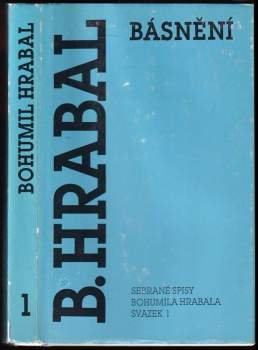 BOHUMIL HRABAL
1
B. HRABAL
BÁSNĚNÍ
SEBRANÉ SPISY
BOHUMILA HRABALA
SVAZEK 1